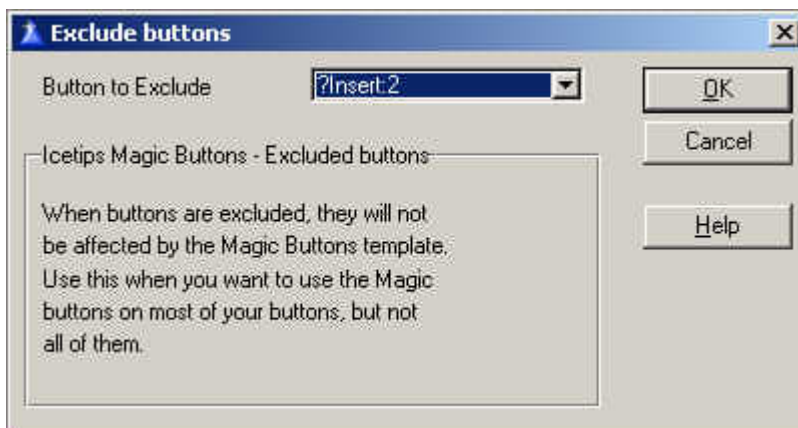 Exclude buttons
Button to Exclude
?Insert:2
OK
Cancel
Help
Icetips Magic Buttons - Excluded buttons
When buttons are excluded, they will not
be affected by the Magic Buttons template.
Use this when you want to use the Magic
buttons on most of your buttons, but not
all of them.